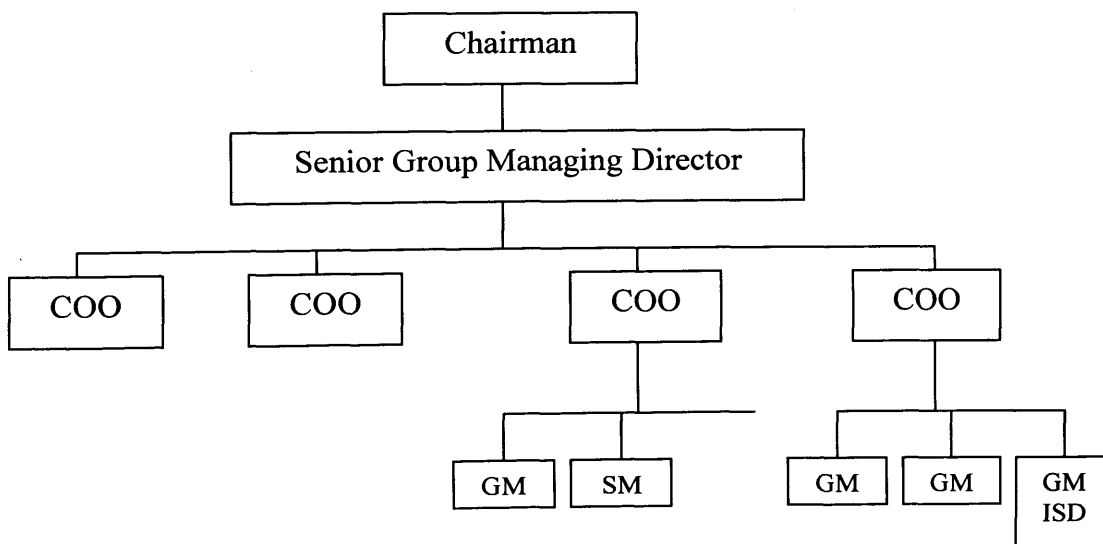 Chairman
Senior Group Managing Director
COO
COO
COO
COO
GM
SM
GM
GM
GM
ISD